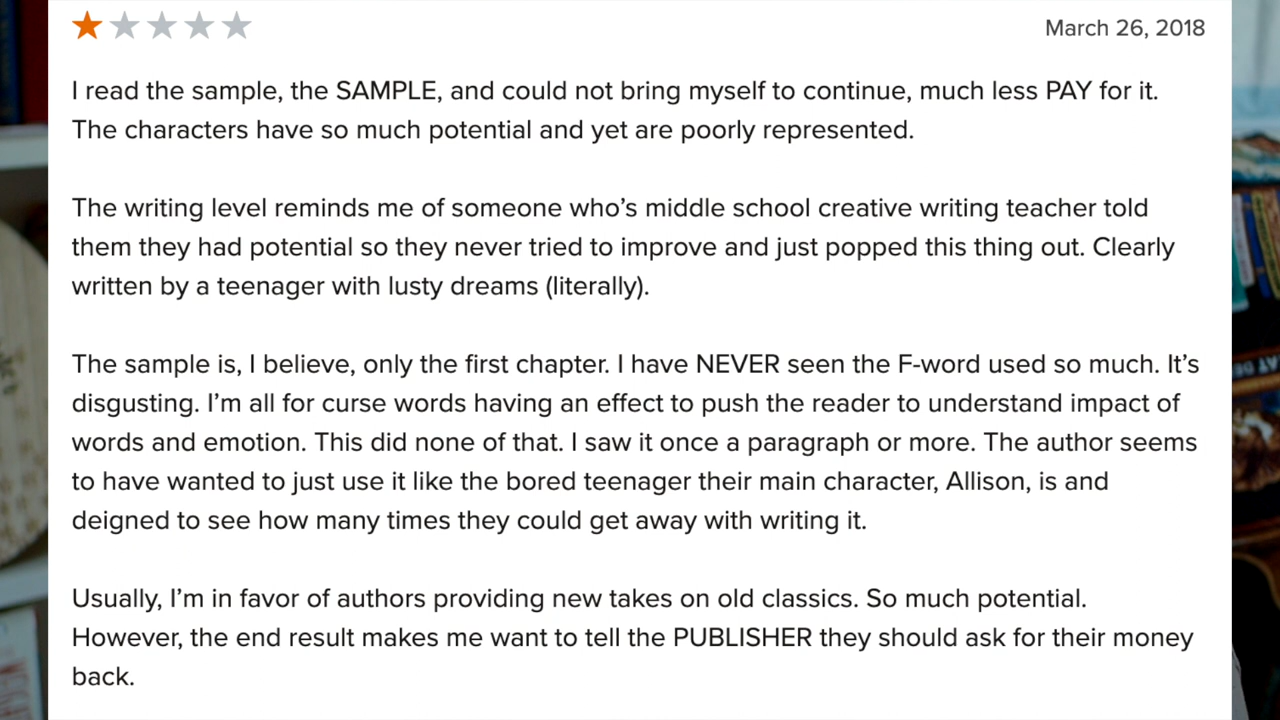 March 26, 2018
I read the sample, the SAMPLE, and could not bring myself to continue, much less PAY for it.
The characters have so much potential and yet are poorly represented.
The writing level reminds me of someone who’s middle school creative writing teacher told
them they had potential so they never tried to improve and just popped this thing out. Clearly
written by a teenager with lusty dreams (literally).
The sample is, I believe, only the first chapter. I have NEVER seen the F-word used so much. It’s
disgusting. I’m all for curse words having an effect to push the reader to understand impact of
words and emotion. This did none of that. I saw it once a paragraph or more. The author seems
to have wanted to just use it like the bored teenager their main character, Allison, is and
deigned to see how many times they could get away with writing it.
Usually, I’m in favor of authors providing new takes on old classics. So much potential.
However, the end result makes me want to tell the PUBLISHER they should ask for their money
back.